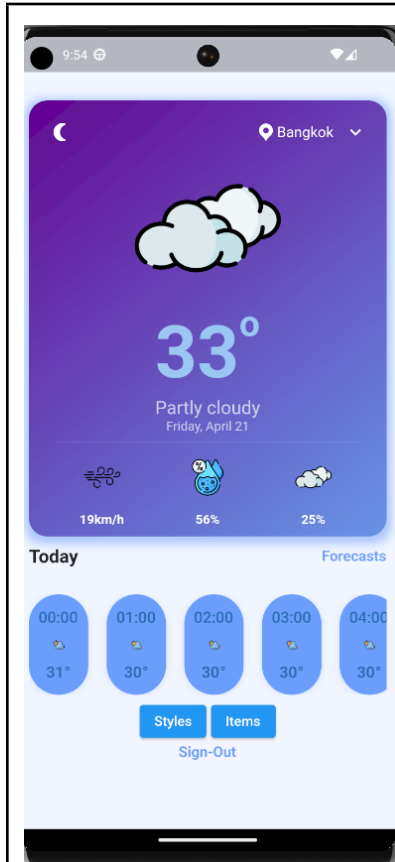 9:54
Bangkok
33°
Partly cloudy
Friday, April 21
%
19km/h 56% 25%
Today Forecasts
00:00 01:00 02:00 03:00 04:00
31° 30° 30° 30° 30°
Styles Items
Sign-Out